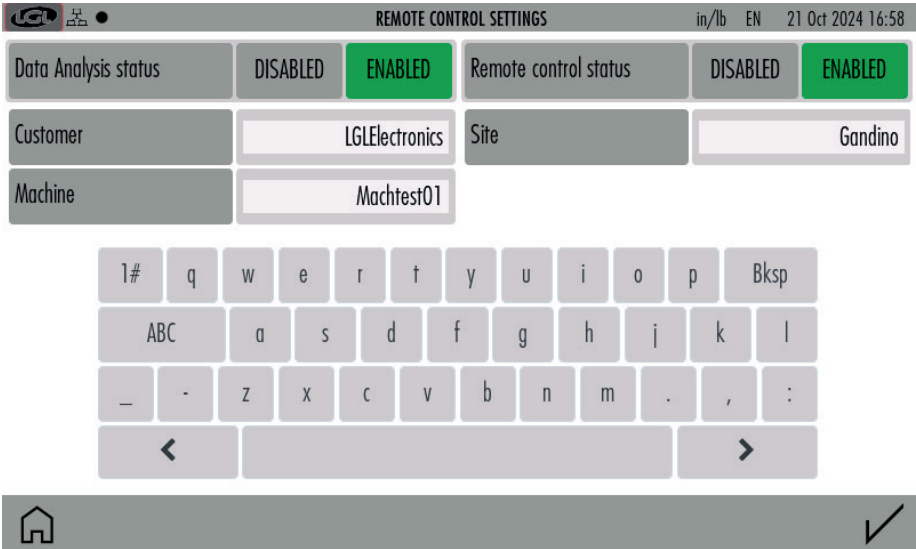 LGL REMOTE CONTROL SETTINGS in/lb EN 21 Oct 2024 16:58
Data Analysis status DISABLED ENABLED Remote control status DISABLED ENABLED
Customer LGLElectronics Site Gandino
Machine Machtest01
1# q w e r t y u i o p Bksp
ABC a s d f g h j k l
_ - z x c v b n m . , :